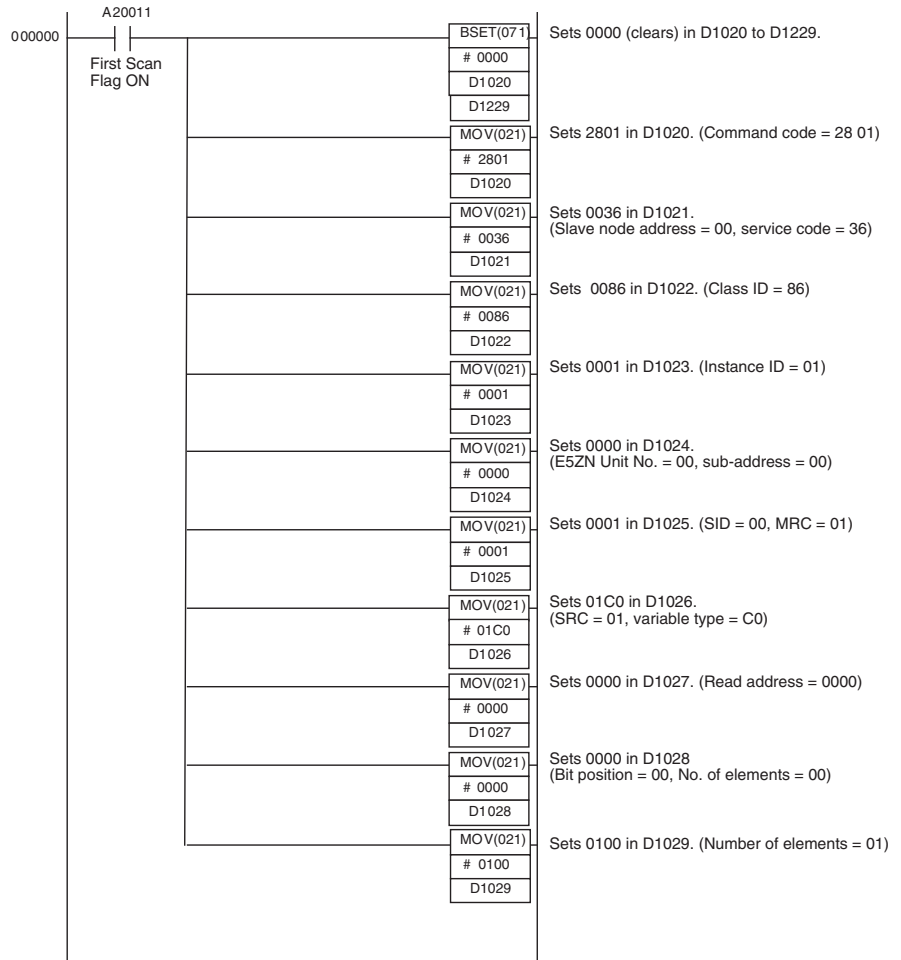 A20011
000000
First Scan
Flag ON
BSET(071)
# 0000
D1020
D1229
Sets 0000 (clears) in D1020 to D1229.
MOV(021)
# 2801
D1020
Sets 2801 in D1020. (Command code = 28 01)
MOV(021)
# 0036
D1021
Sets 0036 in D1021.
(Slave node address = 00, service code = 36)
MOV(021)
# 0086
D1022
Sets 0086 in D1022. (Class ID = 86)
MOV(021)
# 0001
D1023
Sets 0001 in D1023. (Instance ID = 01)
MOV(021)
# 0000
D1024
Sets 0000 in D1024.
(E5ZN Unit No. = 00, sub-address = 00)
MOV(021)
# 0001
D1025
Sets 0001 in D1025. (SID = 00, MRC = 01)
MOV(021)
# 01C0
D1026
Sets 01C0 in D1026.
(SRC = 01, variable type = C0)
MOV(021)
# 0000
D1027
Sets 0000 in D1027. (Read address = 0000)
MOV(021)
# 0000
D1028
Sets 0000 in D1028
(Bit position = 00, No. of elements = 00)
MOV(021)
# 0100
D1029
Sets 0100 in D1029. (Number of elements = 01)